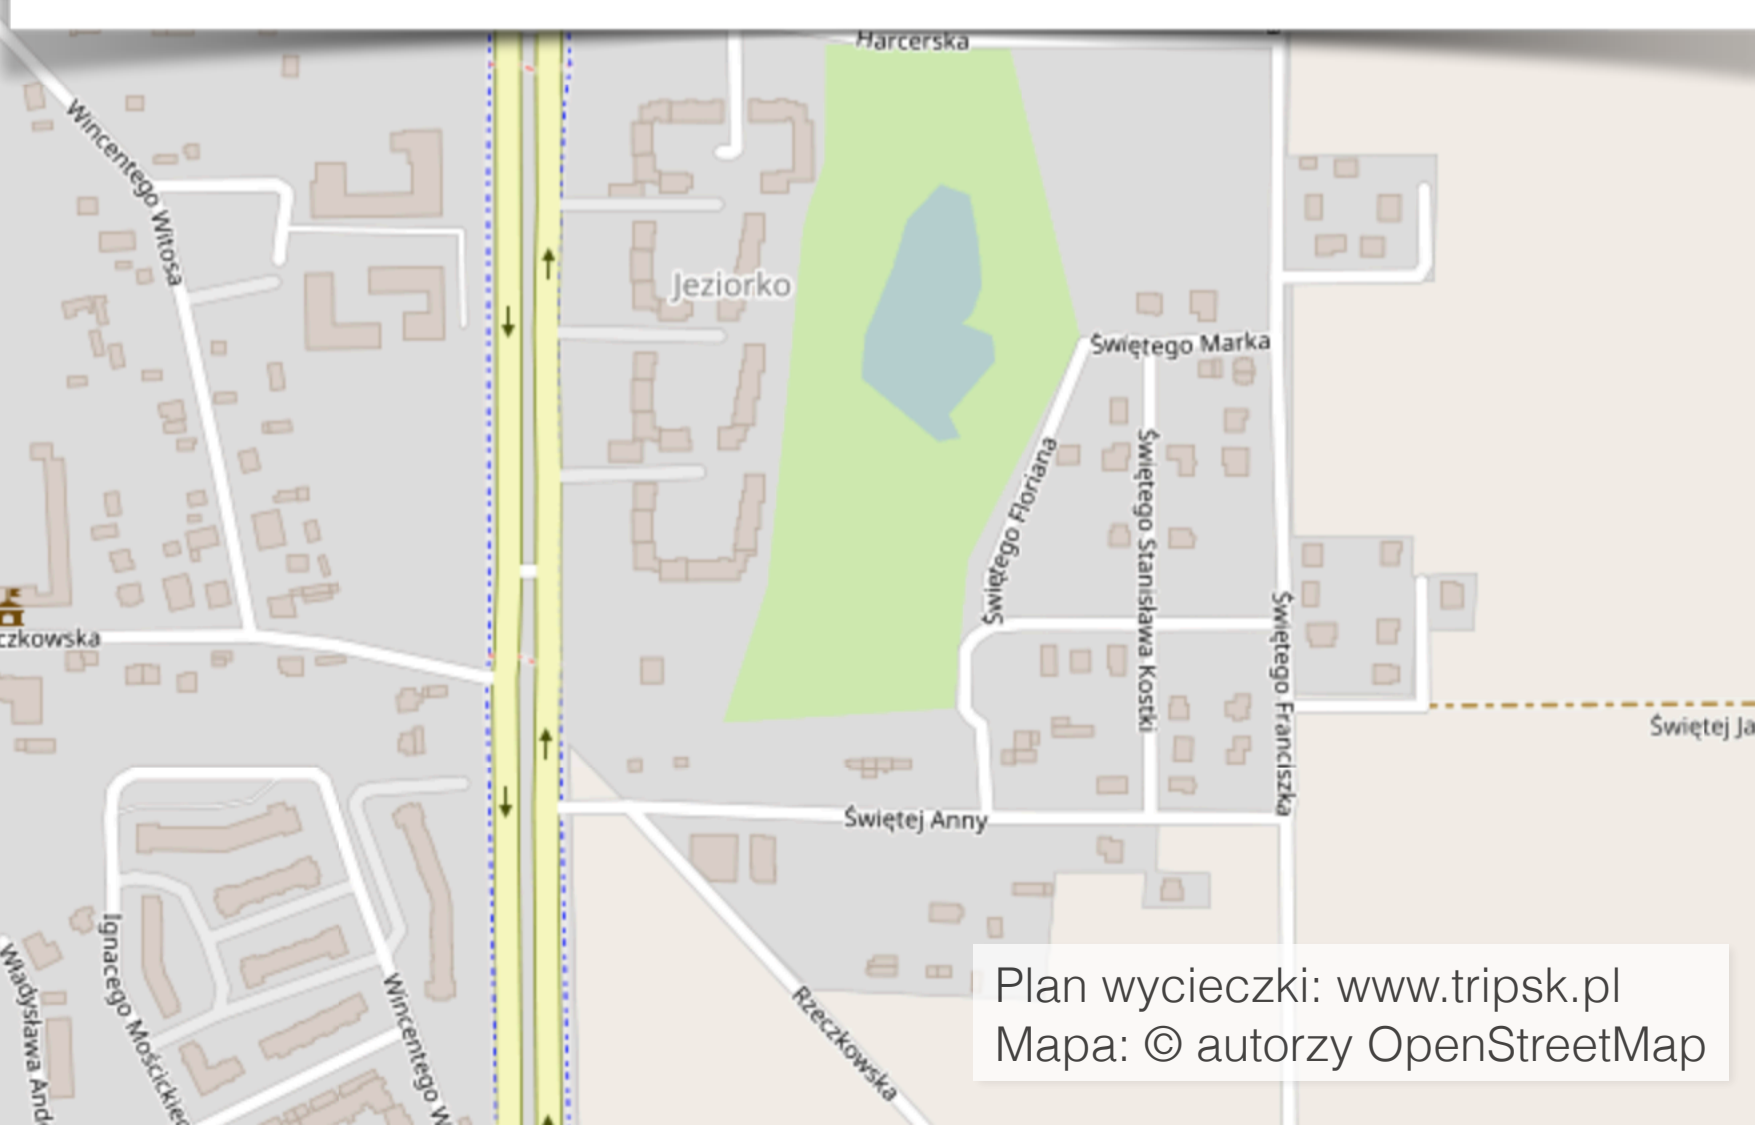 Harcerska
Wincentego Witosa
Jeziorko
Świętego Marka
Świętego Floriana
Świętego Stanisława Kostki
Świętego Franciszka
czkowska
Świętej Ja
Świętej Anny
Ignacego Mościckieg
Wincentego W
Władysława And
Rzeczkowska
Plan wycieczki: www.tripsk.pl
Mapa: © autorzy OpenStreetMap